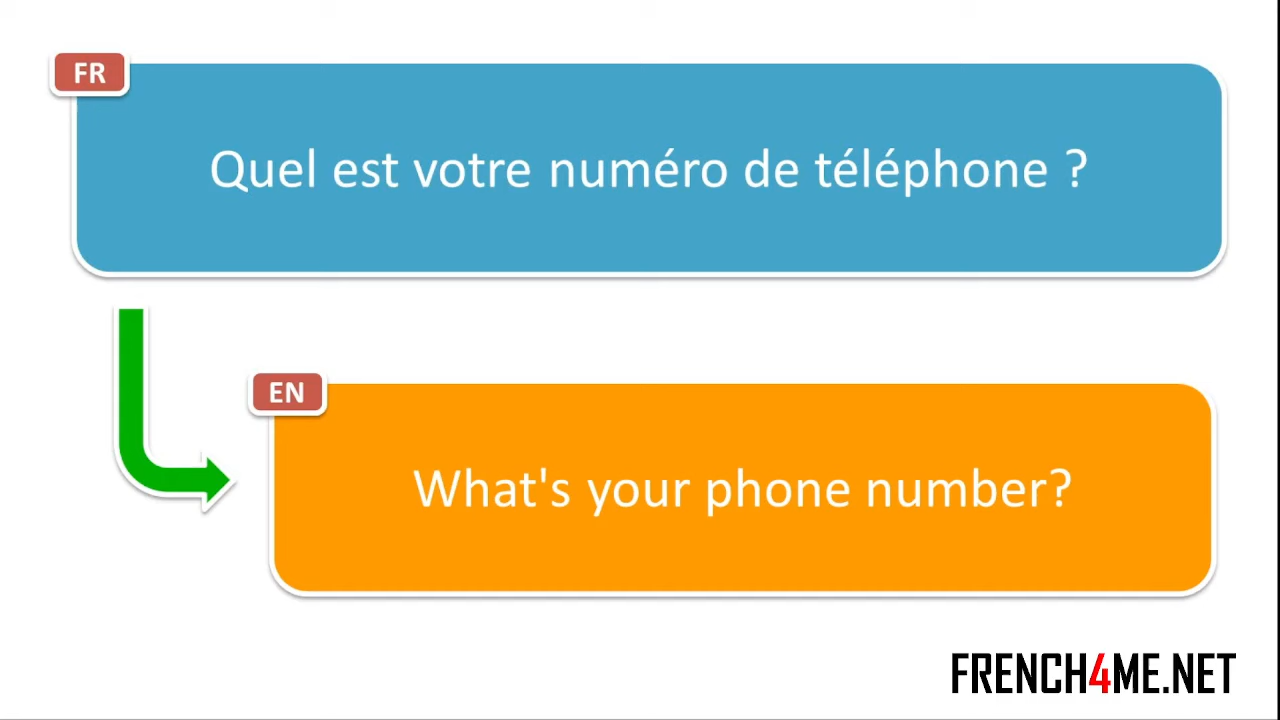 FR
Quel est votre numéro de téléphone ?
EN
What's your phone number?
FRENCH4ME.NET